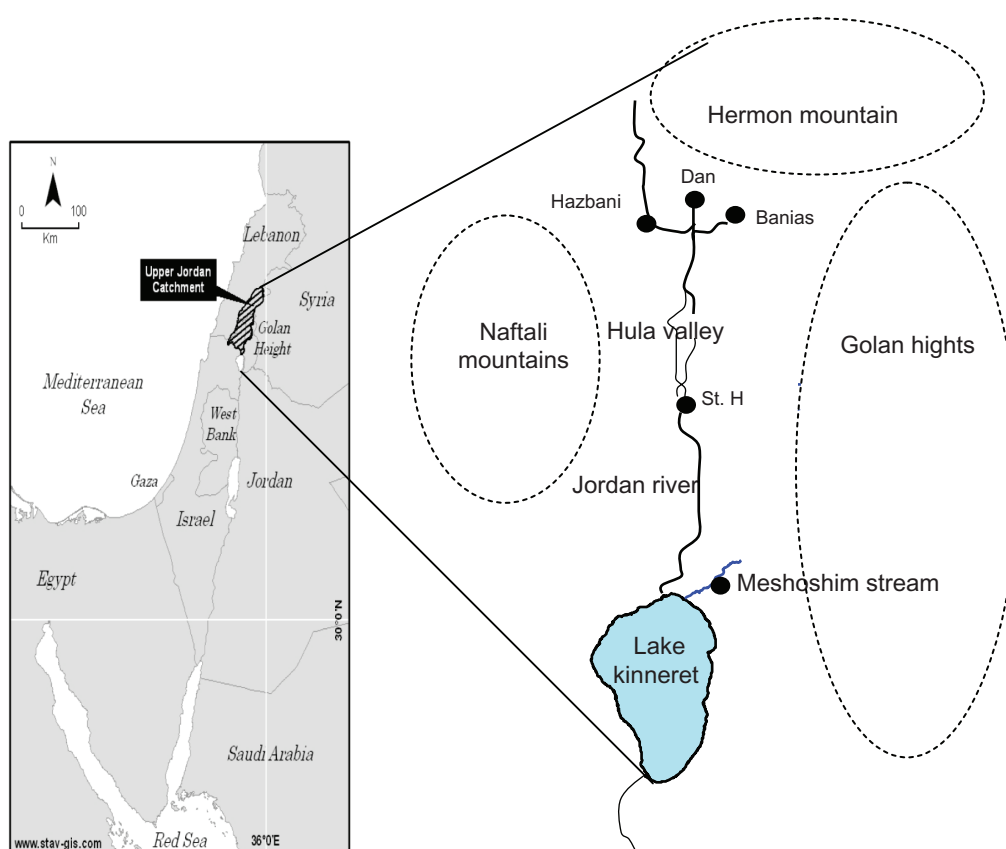 N
0 100
Km
Lebanon
Upper Jordan
Catchment
Syria
Golan
Height
Mediterranean
Sea
West
Bank
Gaza
Jordan
Israel
Egypt
30°0'0"N
Saudi Arabia
Red Sea
36°0'E
www.stav-gis.com
Hermon mountain
Dan
Hazbani
Banias
Naftali
mountains
Hula valley
Golan hights
St. H
Jordan river
Meshoshim stream
Lake
kinneret